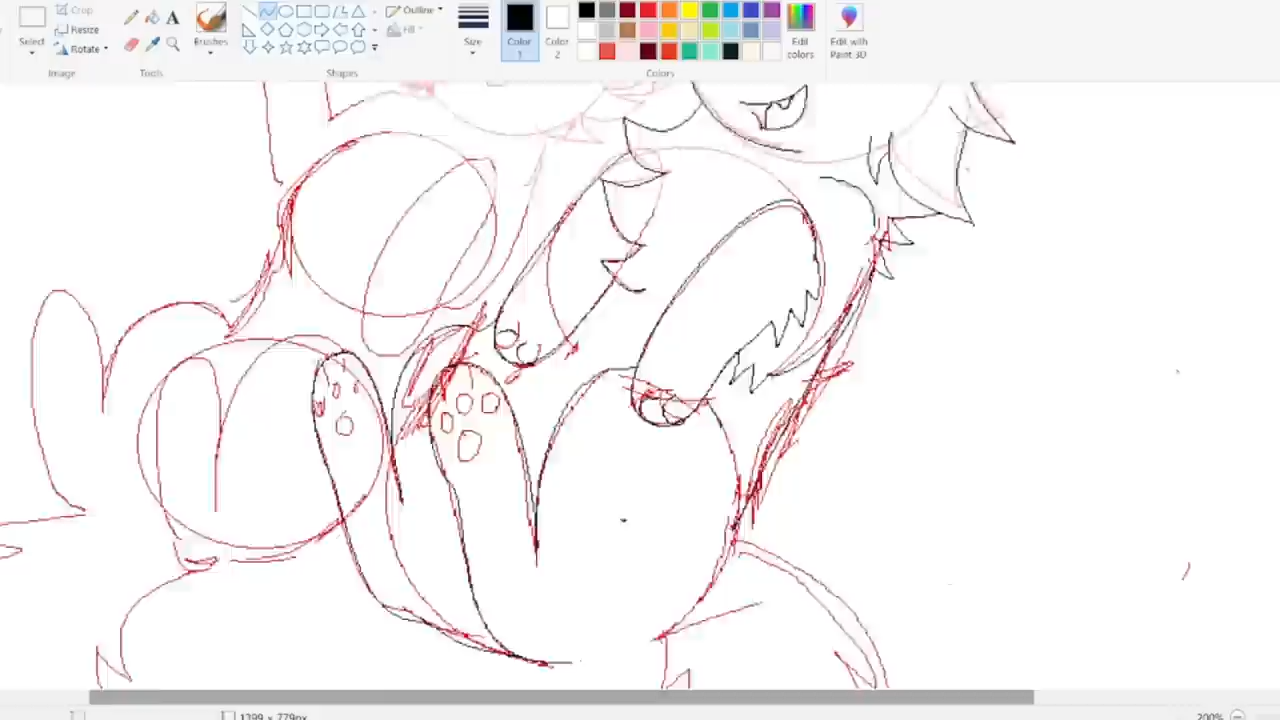 Crop
Outline
Resize
Fill
Select
Rotate
A
Brushes
Size
Color 1
Color 2
Edit colors
Edit with Paint 3D
Image
Tools
Shapes
Colors
1399 × 779px
200%